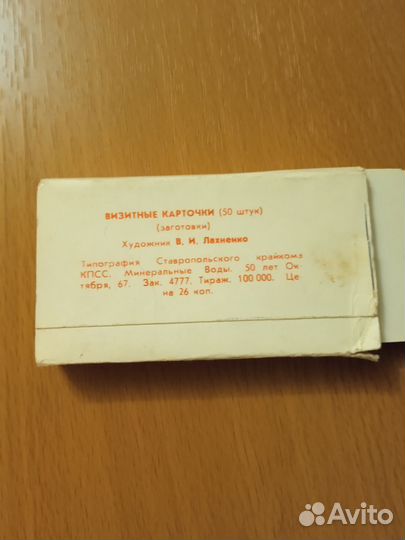 ВИЗИТНЫЕ КАРТОЧКИ (50 штук)
(заготовки)
Художник В. И. Лахненко
Типография Ставропольского крайкома
КПСС. Минеральные Воды. 50 лет Ок-
тября, 67. Зак. 4777. Тираж. 100 000. Це
на 26 коп.
Avito